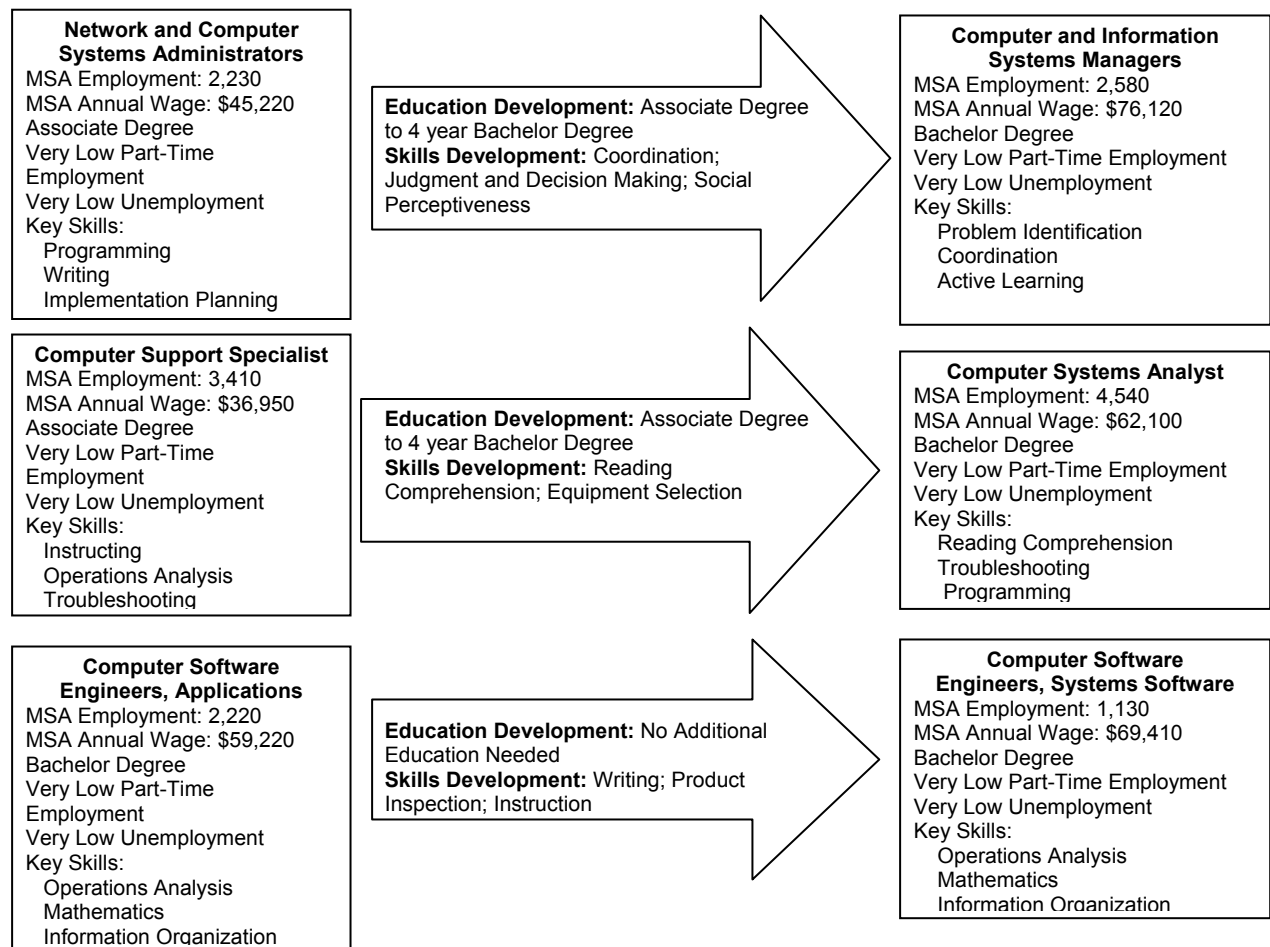 Network and Computer
Systems Administrators
MSA Employment: 2,230
MSA Annual Wage: $45,220
Associate Degree
Very Low Part-Time
Employment
Very Low Unemployment
Key Skills:
Programming
Writing
Implementation Planning
Education Development: Associate Degree
to 4 year Bachelor Degree
Skills Development: Coordination;
Judgment and Decision Making; Social
Perceptiveness
Computer and Information
Systems Managers
MSA Employment: 2,580
MSA Annual Wage: $76,120
Bachelor Degree
Very Low Part-Time Employment
Very Low Unemployment
Key Skills:
Problem Identification
Coordination
Active Learning
Computer Support Specialist
MSA Employment: 3,410
MSA Annual Wage: $36,950
Associate Degree
Very Low Part-Time
Employment
Very Low Unemployment
Key Skills:
Instructing
Operations Analysis
Troubleshooting
Education Development: Associate Degree
to 4 year Bachelor Degree
Skills Development: Reading
Comprehension; Equipment Selection
Computer Systems Analyst
MSA Employment: 4,540
MSA Annual Wage: $62,100
Bachelor Degree
Very Low Part-Time Employment
Very Low Unemployment
Key Skills:
Reading Comprehension
Troubleshooting
Programming
Computer Software
Engineers, Applications
MSA Employment: 2,220
MSA Annual Wage: $59,220
Bachelor Degree
Very Low Part-Time
Employment
Very Low Unemployment
Key Skills:
Operations Analysis
Mathematics
Information Organization
Education Development: No Additional
Education Needed
Skills Development: Writing; Product
Inspection; Instruction
Computer Software
Engineers, Systems Software
MSA Employment: 1,130
MSA Annual Wage: $69,410
Bachelor Degree
Very Low Part-Time Employment
Very Low Unemployment
Key Skills:
Operations Analysis
Mathematics
Information Organization